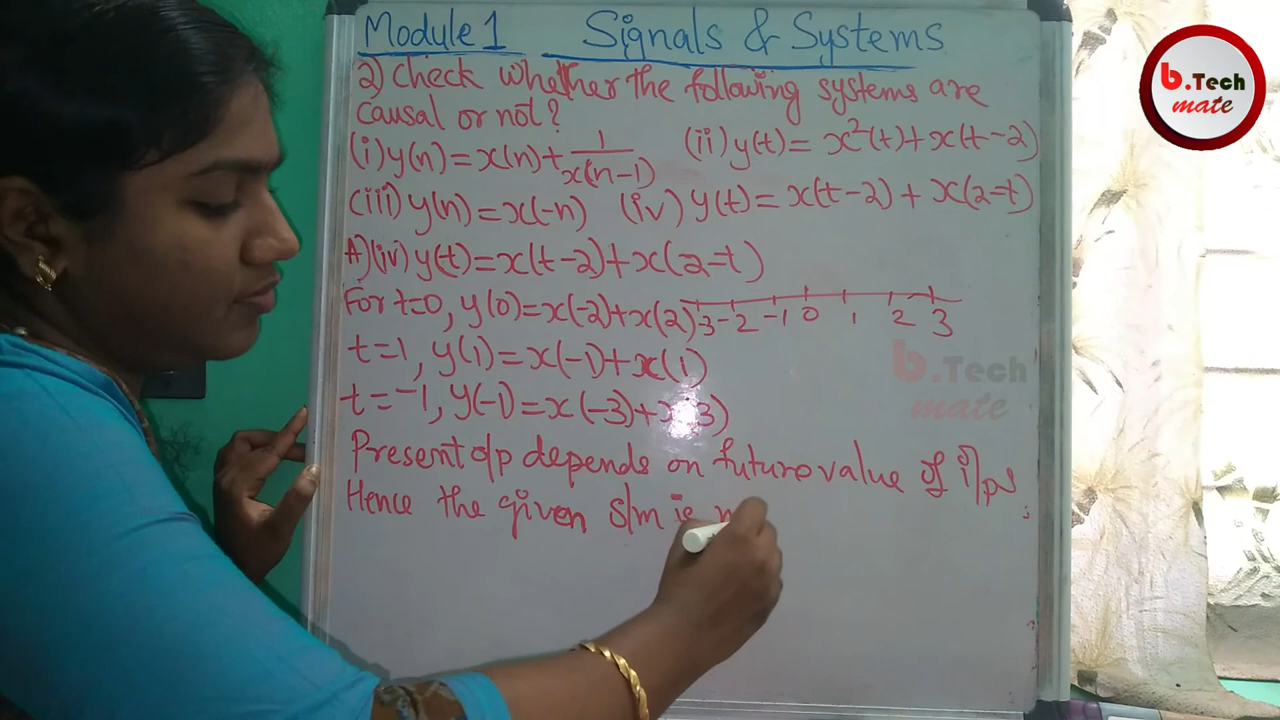 Module 1 Signals & Systems
2) Check whether the following systems are
causal or not?
(i) y(n) = x(n) + 1/x(n-1) (ii) y(t) = x²(t) + x(t-2)
(iii) y(n) = x(-n) (iv) y(t) = x(t-2) + x(2-t)
A) (iv) y(t) = x(t-2) + x(2-t)
For t=0, y(0) = x(-2) + x(2)
-3 -2 -1 0 1 2 3
t=1, y(1) = x(-1) + x(1)
t=-1, y(-1) = x(-3) + x(3)
Present o/p depends on future value of i/ps
Hence the given s/m is
b.Tech
mate
b.Tech
mate